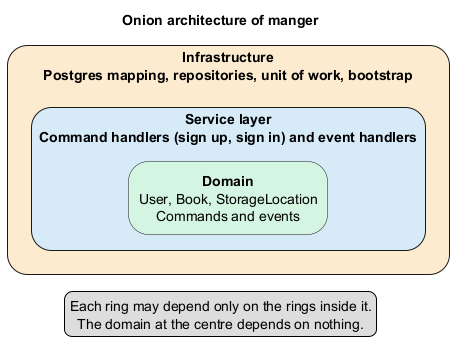 Onion architecture of manger
Infrastructure
Postgres mapping, repositories, unit of work, bootstrap
Service layer
Command handlers (sign up, sign in) and event handlers
Domain
User, Book, StorageLocation
Commands and events
Each ring may depend only on the rings inside it.
The domain at the centre depends on nothing.